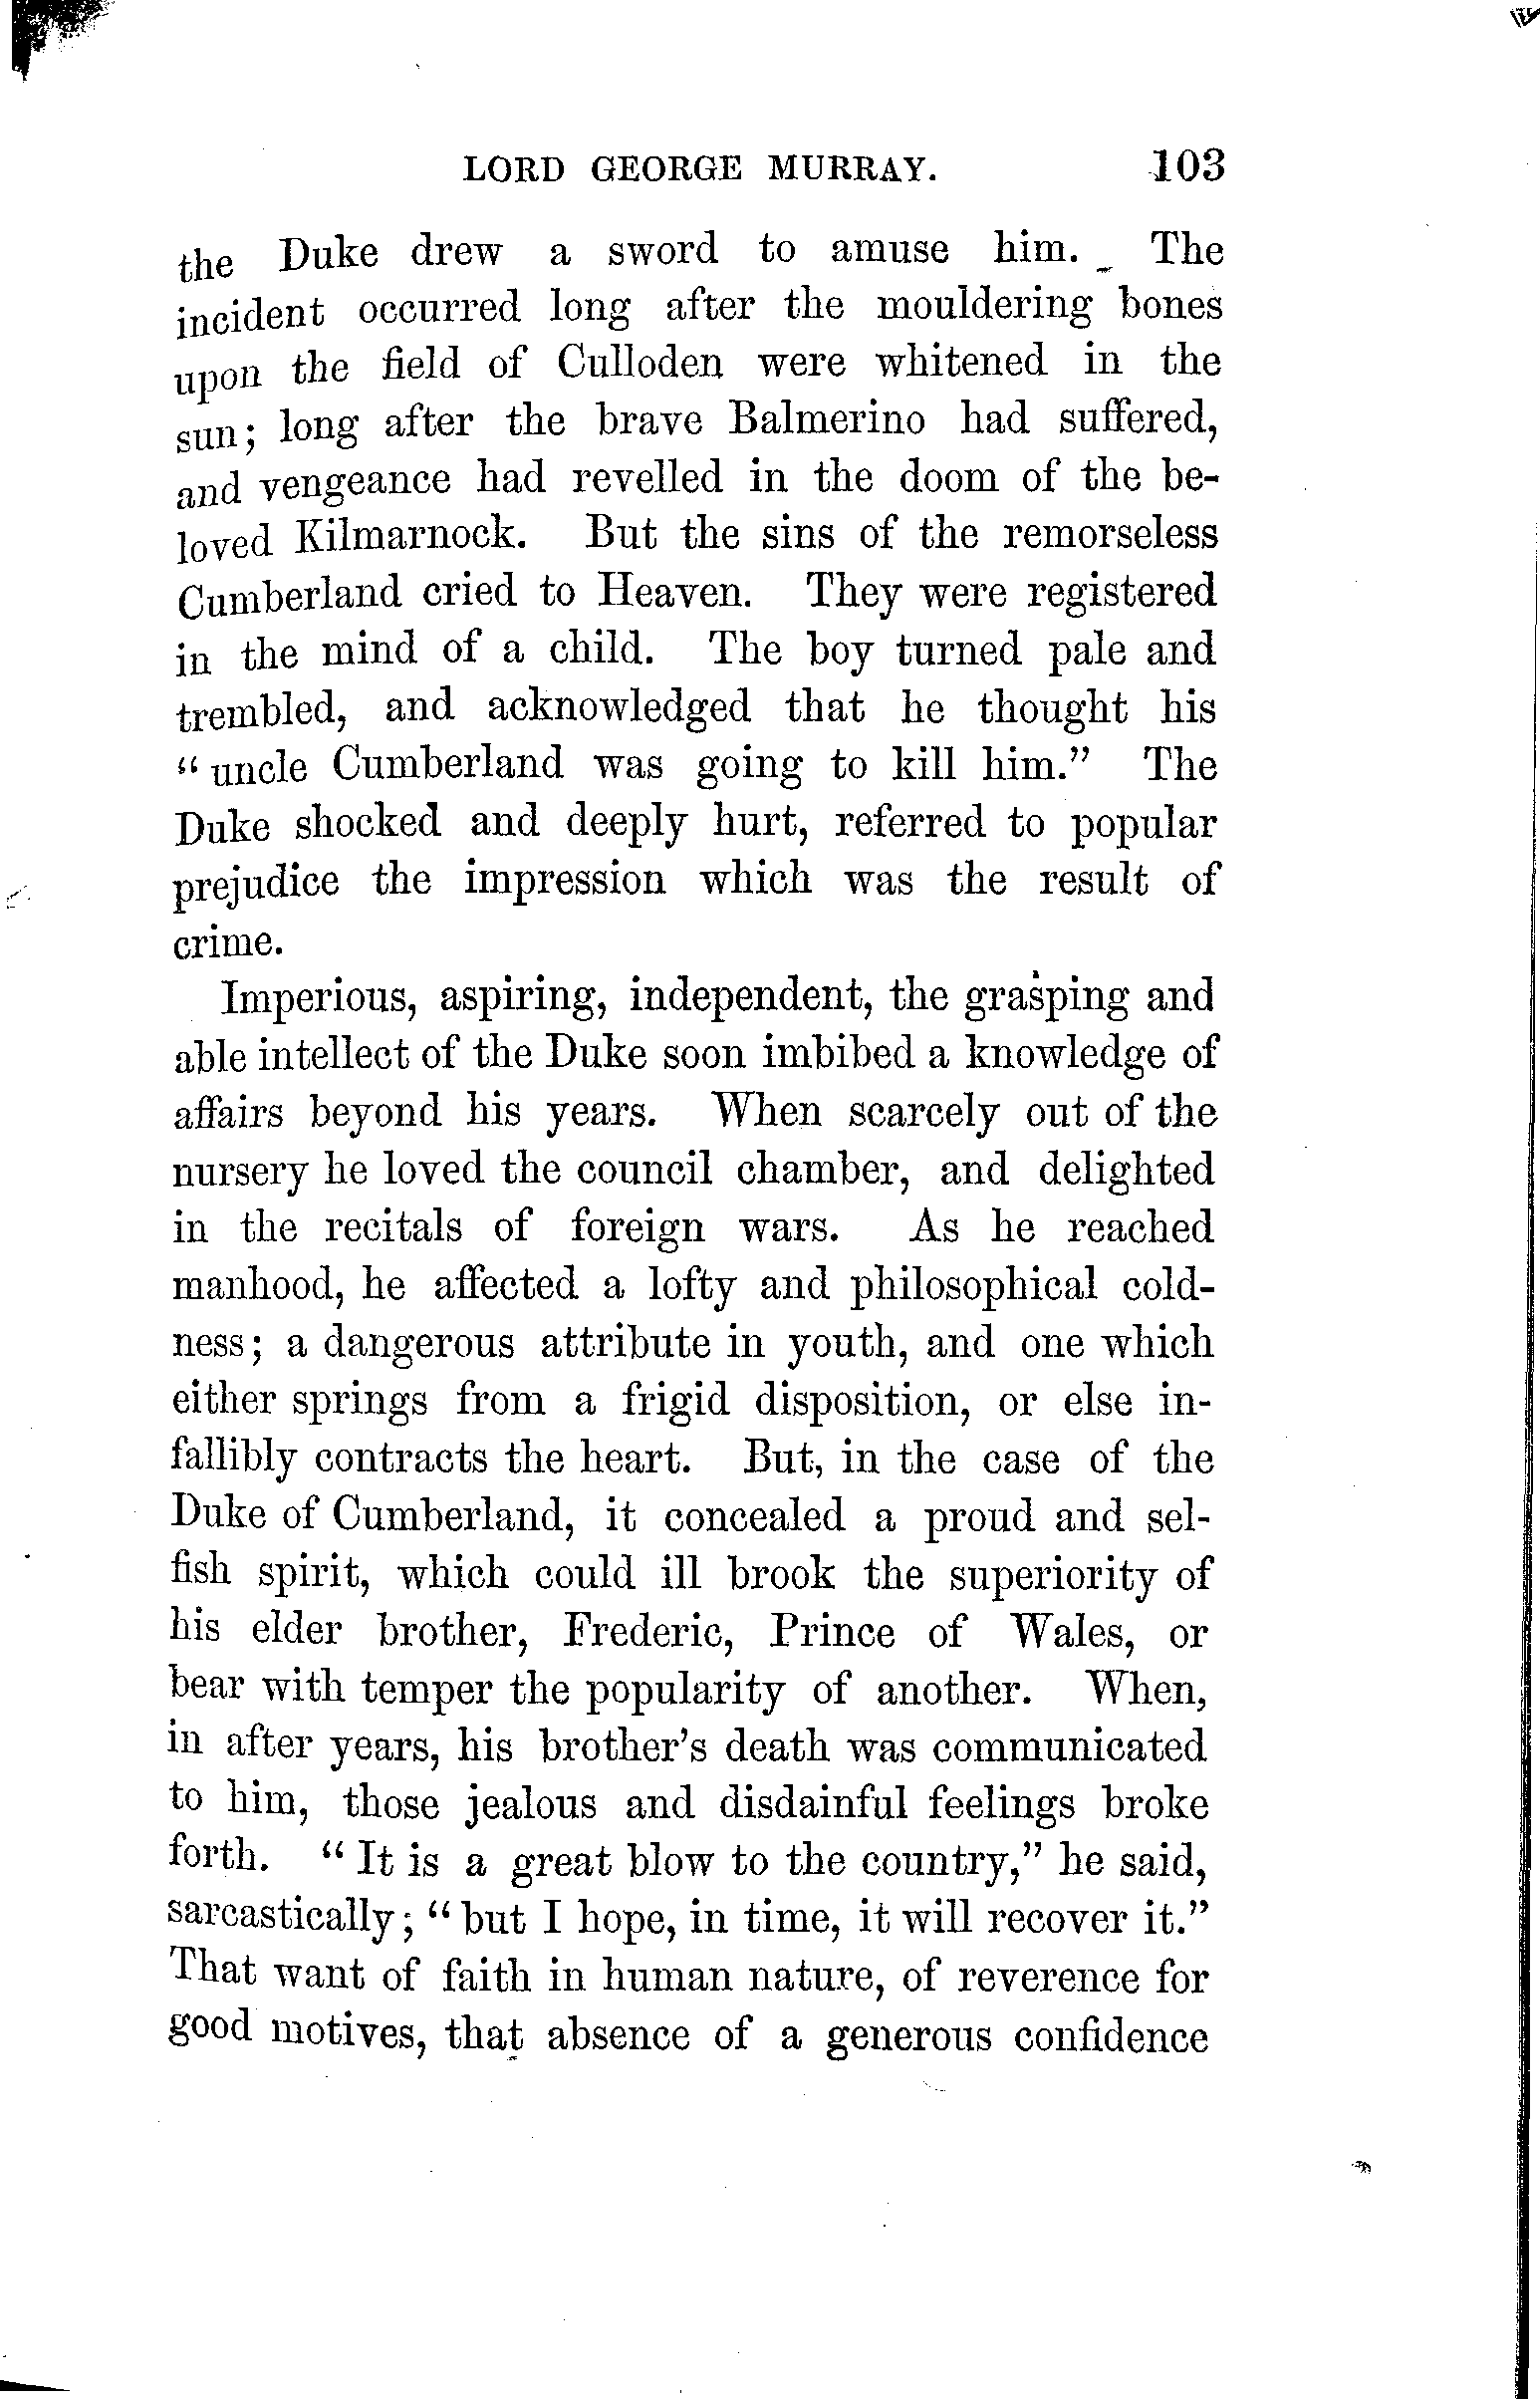 LORD GEORGE MURRAY. 103
the Duke drew a sword to amuse him. The
incident occurred long after the mouldering bones
upon the field of Culloden were whitened in the
sun; long after the brave Balmerino had suffered,
and vengeance had revelled in the doom of the be-
loved Kilmarnock. But the sins of the remorseless
Cumberland cried to Heaven. They were registered
in the mind of a child. The boy turned pale and
trembled, and acknowledged that he thought his
“uncle Cumberland was going to kill him.” The
Duke shocked and deeply hurt, referred to popular
prejudice the impression which was the result of
crime.
Imperious, aspiring, independent, the grasping and
able intellect of the Duke soon imbibed a knowledge of
affairs beyond his years. When scarcely out of the
nursery he loved the council chamber, and delighted
in the recitals of foreign wars. As he reached
manhood, he affected a lofty and philosophical cold-
ness; a dangerous attribute in youth, and one which
either springs from a frigid disposition, or else in-
fallibly contracts the heart. But, in the case of the
Duke of Cumberland, it concealed a proud and sel-
fish spirit, which could ill brook the superiority of
his elder brother, Frederic, Prince of Wales, or
bear with temper the popularity of another. When,
in after years, his brother’s death was communicated
to him, those jealous and disdainful feelings broke
forth. “It is a great blow to the country,” he said,
sarcastically; “but I hope, in time, it will recover it.”
That want of faith in human nature, of reverence for
good motives, that absence of a generous confidence